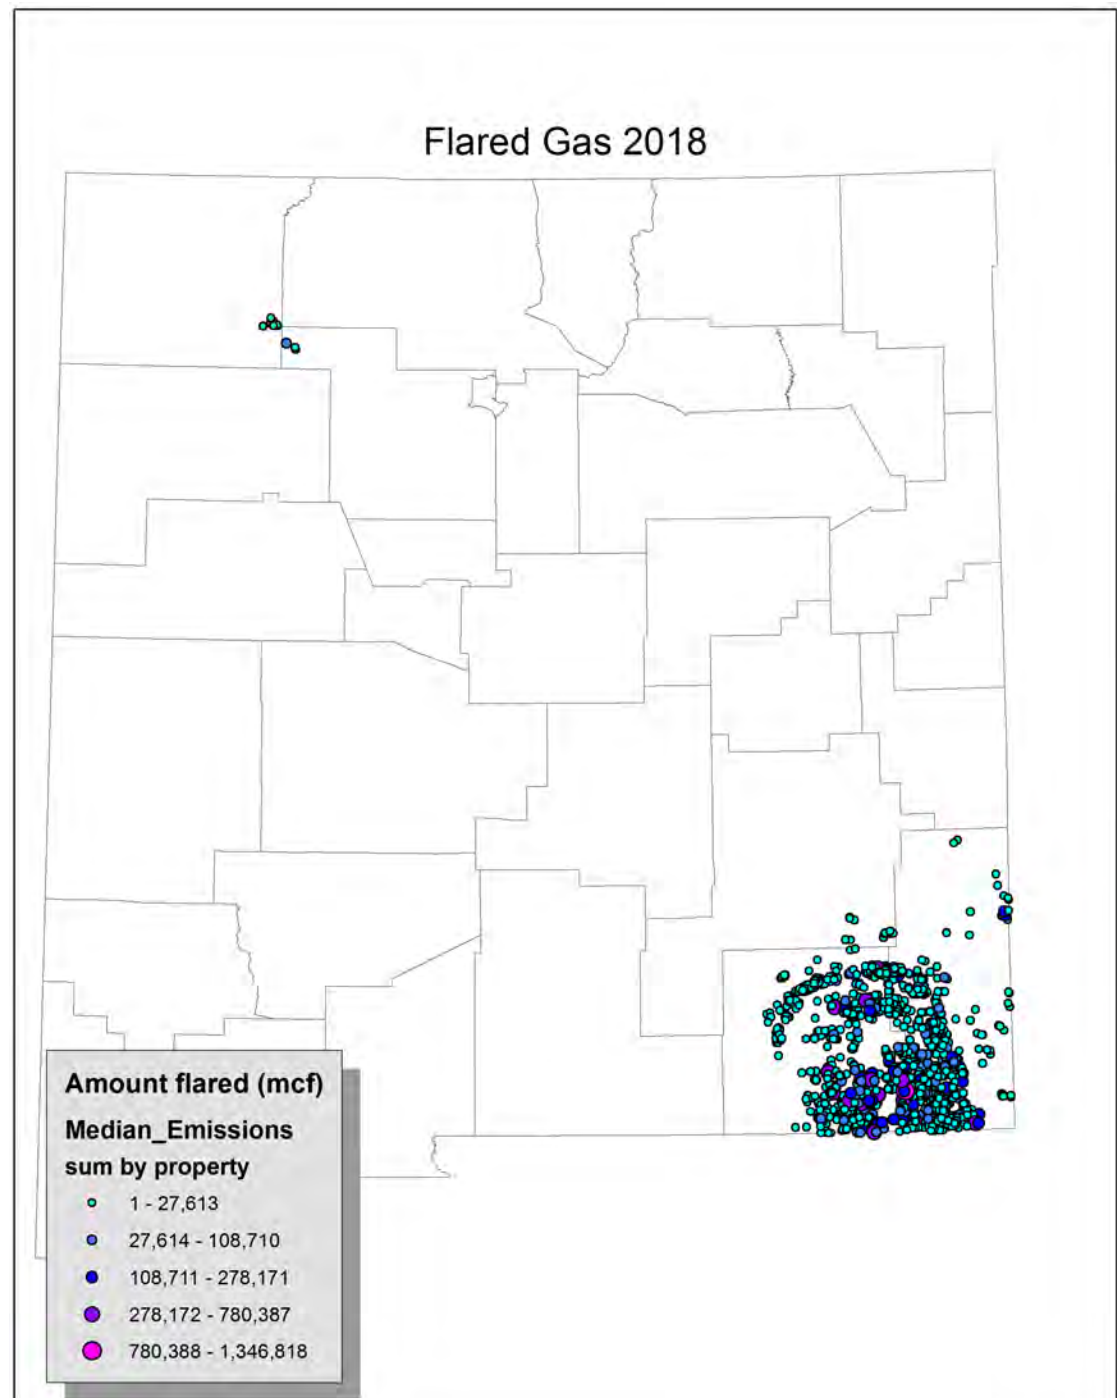 Flared Gas 2018
Amount flared (mcf)
Median_Emissions
sum by property
1 - 27,613
27,614 - 108,710
108,711 - 278,171
278,172 - 780,387
780,388 - 1,346,818